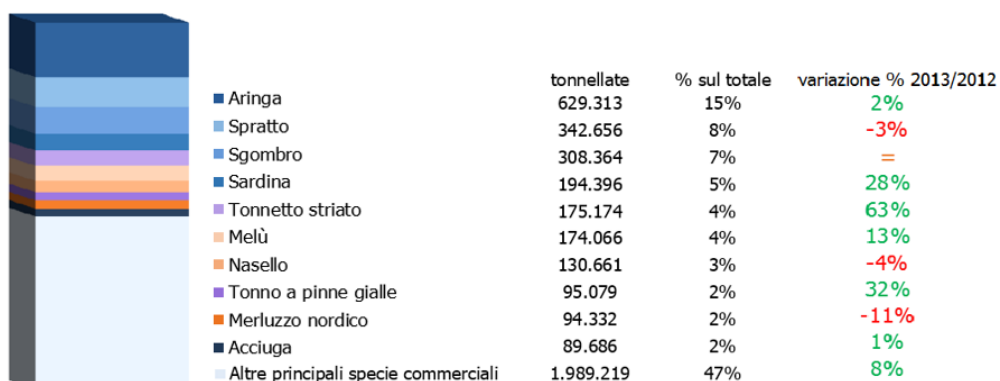 tonnellate % sul totale variazione % 2013/2012
Aringa 629.313 15% 2%
Spratto 342.656 8% -3%
Sgombro 308.364 7% =
Sardina 194.396 5% 28%
Tonnetto striato 175.174 4% 63%
Melù 174.066 4% 13%
Nasello 130.661 3% -4%
Tonno a pinne gialle 95.079 2% 32%
Merluzzo nordico 94.332 2% -11%
Acciuga 89.686 2% 1%
Altre principali specie commerciali 1.989.219 47% 8%